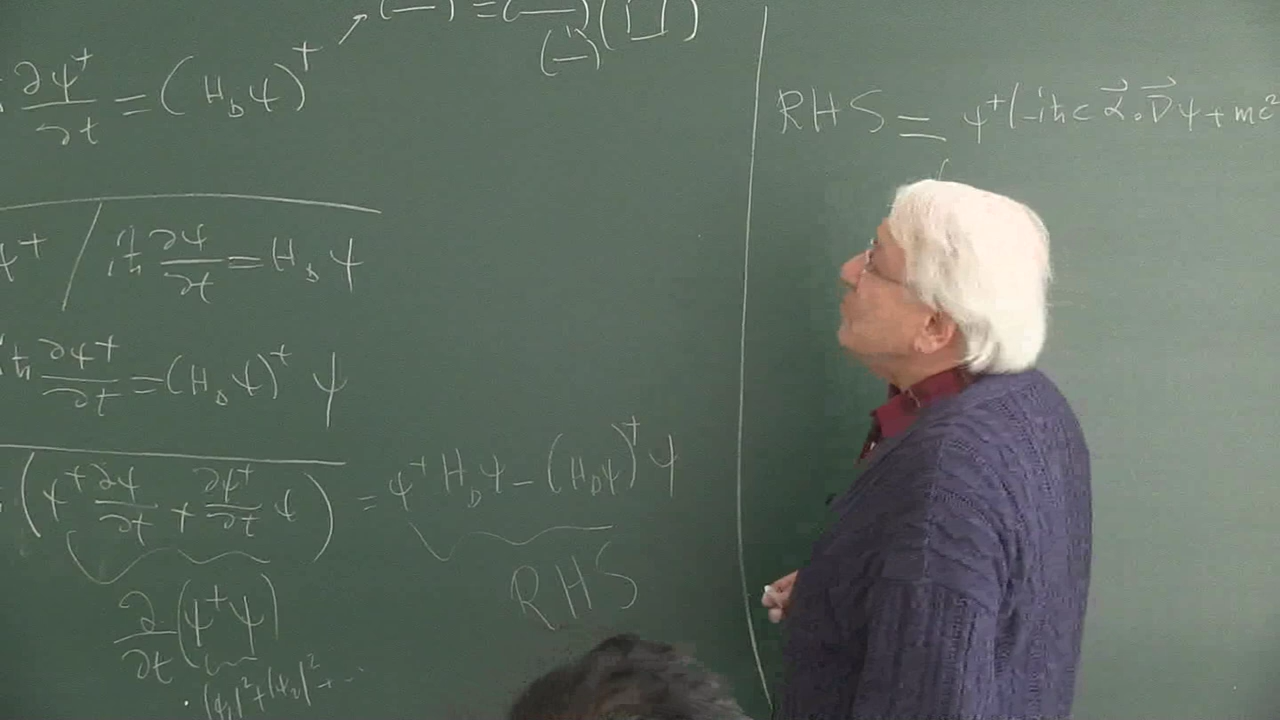 (—) = (—)( )
(—)
∂ψ†/∂t = (H_D ψ)†
ψ† / iħ ∂ψ/∂t = H_D ψ
ħ ∂ψ†/∂t = (H_D ψ)† ψ
(ψ† ∂ψ/∂t + ∂ψ†/∂t ψ) = ψ† H_D ψ − (H_D ψ)† ψ
RHS
∂/∂t (ψ†ψ)
|ψ₁|² + |ψ₂|² + ...
RHS = ψ†(−iħc α⃗·D⃗ψ + mc²